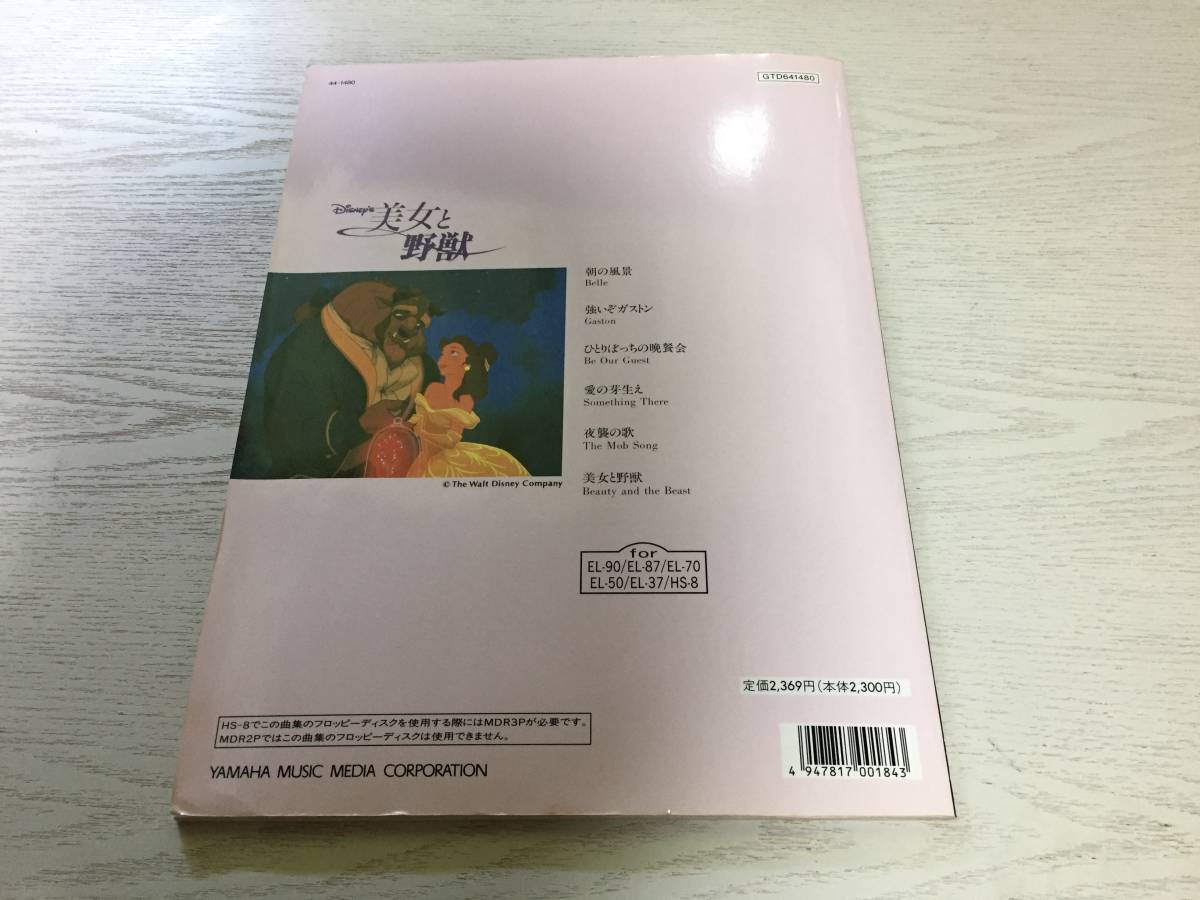 44-1480
GTD641480
Disney's
美女と
野獣
朝の風景
Belle
強いぞガストン
Gaston
ひとりぼっちの晩餐会
Be Our Guest
愛の芽生え
Something There
夜襲の歌
The Mob Song
美女と野獣
Beauty and the Beast
© The Walt Disney Company
for
EL-90/EL-87/EL-70
EL-50/EL-37/HS-8
定価2,369円(本体2,300円)
HS-8でこの曲集のフロッピーディスクを使用する際にはMDR3Pが必要です。
MDR2Pではこの曲集のフロッピーディスクは使用できません。
YAMAHA MUSIC MEDIA CORPORATION
4 947817 001843